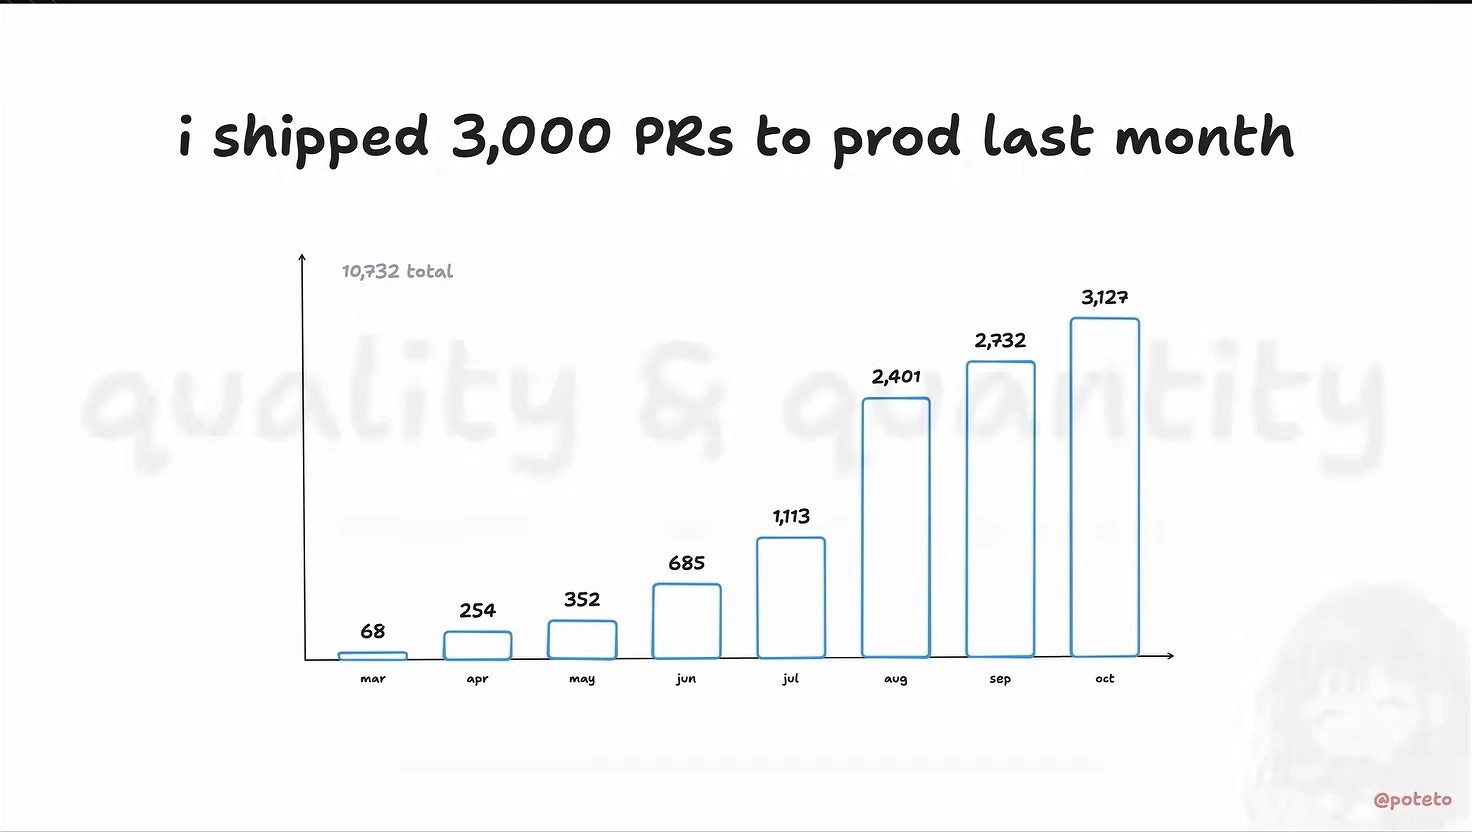 i shipped 3,000 PRs to prod last month
10,732 total
quality & quantity
3,127
2,732
2,401
1,113
685
352
254
68
mar apr may jun jul aug sep oct
@poteto